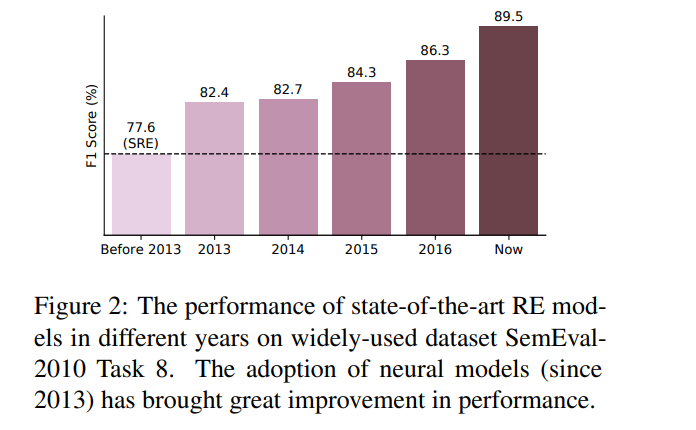 89.5
86.3
84.3
82.7
82.4
77.6
(SRE)
F1 Score (%)
Before 2013 2013 2014 2015 2016 Now
Figure 2: The performance of state-of-the-art RE mod-
els in different years on widely-used dataset SemEval-
2010 Task 8. The adoption of neural models (since
2013) has brought great improvement in performance.